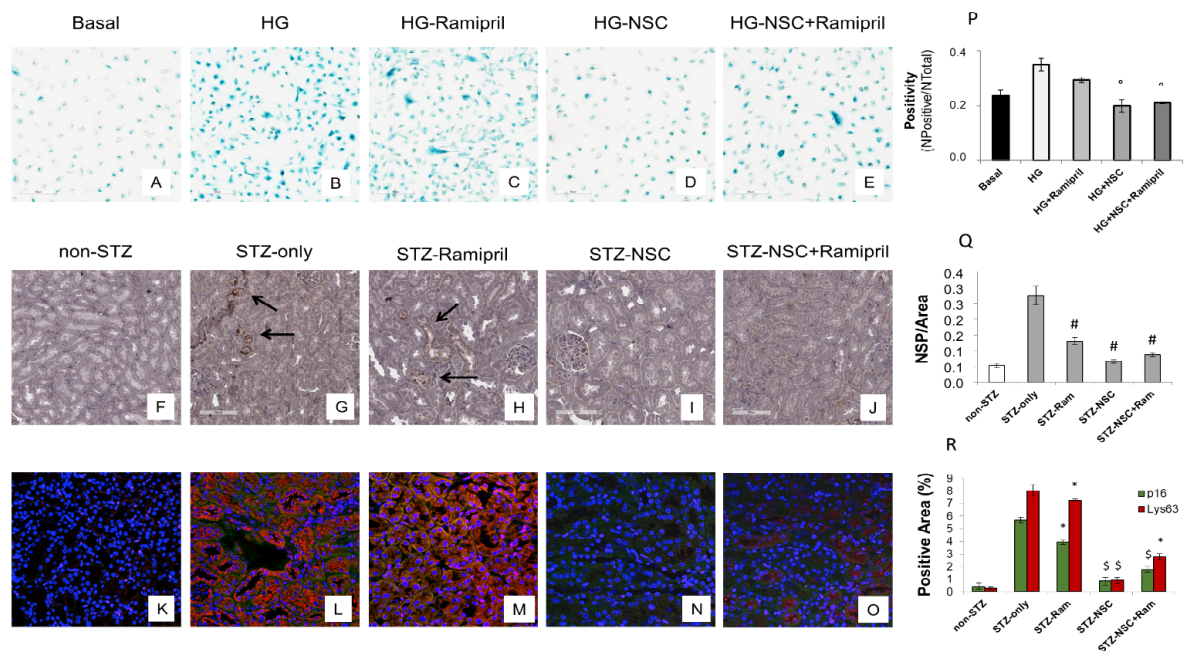 Basal HG HG-Ramipril HG-NSC HG-NSC+Ramipril
A B C D E
P
Positivity
(NPositive/NTotal)
0.4
0.2
0.0
° °
Basal HG HG+Ramipril HG+NSC HG+NSC+Ramipril
non-STZ STZ-only STZ-Ramipril STZ-NSC STZ-NSC+Ramipril
F G H I J
Q
NSP/Area
0.4
0.3
0.3
0.2
0.2
0.1
0.1
0.0
# # #
non-STZ STZ-only STZ-Ram STZ-NSC STZ-NSC+Ram
K L M N O
R
Positive Area (%)
9
8
7
6
5
4
3
2
1
0
p16
Lys63
* * $ $ $ *
non-STZ STZ-only STZ-Ram STZ-NSC STZ-NSC+Ram